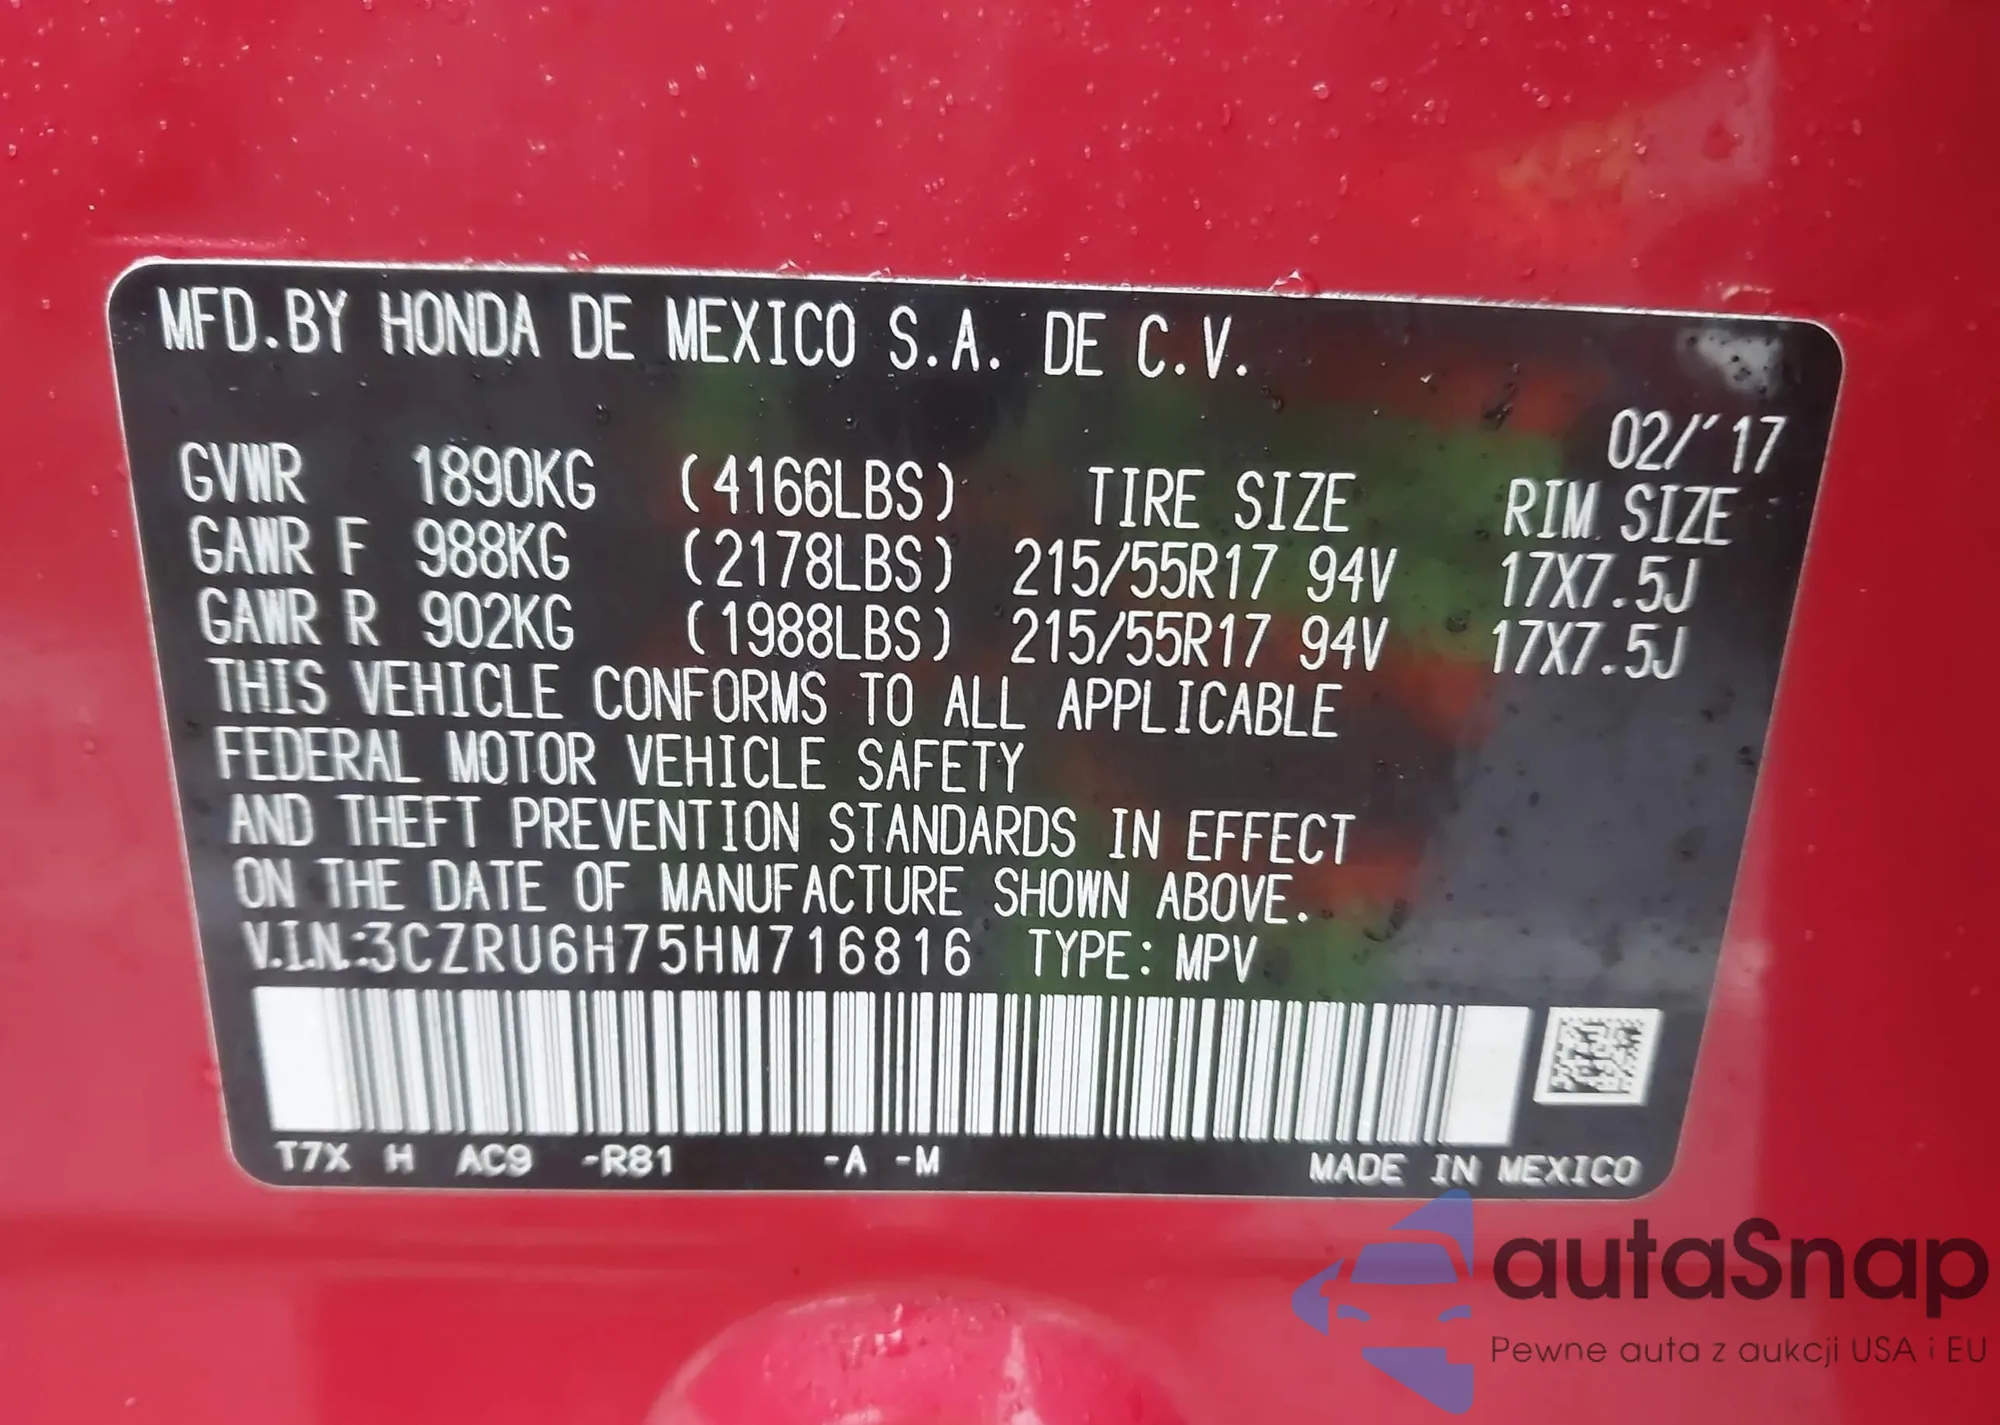 MFD.BY HONDA DE MEXICO S.A. DE C.V.
02/'17
GVWR 1890KG (4166LBS) TIRE SIZE RIM SIZE
GAWR F 988KG (2178LBS) 215/55R17 94V 17X7.5J
GAWR R 902KG (1988LBS) 215/55R17 94V 17X7.5J
THIS VEHICLE CONFORMS TO ALL APPLICABLE
FEDERAL MOTOR VEHICLE SAFETY
AND THEFT PREVENTION STANDARDS IN EFFECT
ON THE DATE OF MANUFACTURE SHOWN ABOVE.
V.I.N.:3CZRU6H75HM716816 TYPE: MPV
T7X H AC9 -R81 -A -M MADE IN MEXICO
autaSnap
Pewne auta z aukcji USA i EU